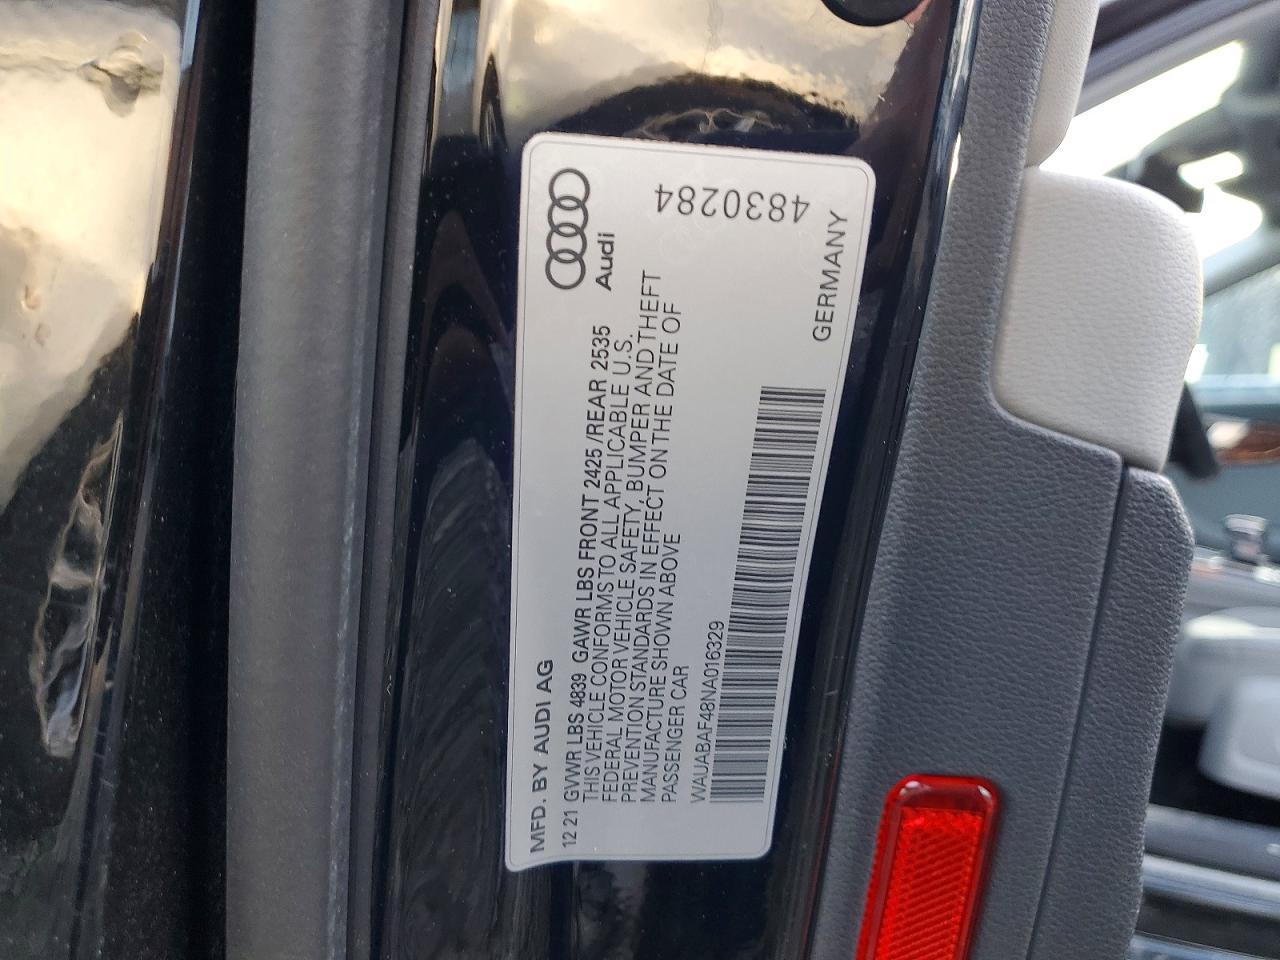 MFD. BY AUDI AG
Audi
12 21 GVWR LBS 4839 GAWR LBS FRONT 2425 /REAR 2535
THIS VEHICLE CONFORMS TO ALL APPLICABLE U.S.
FEDERAL MOTOR VEHICLE SAFETY, BUMPER AND THEFT
PREVENTION STANDARDS IN EFFECT ON THE DATE OF
MANUFACTURE SHOWN ABOVE
PASSENGER CAR
WAUABAF48NA016329
4830284
GERMANY